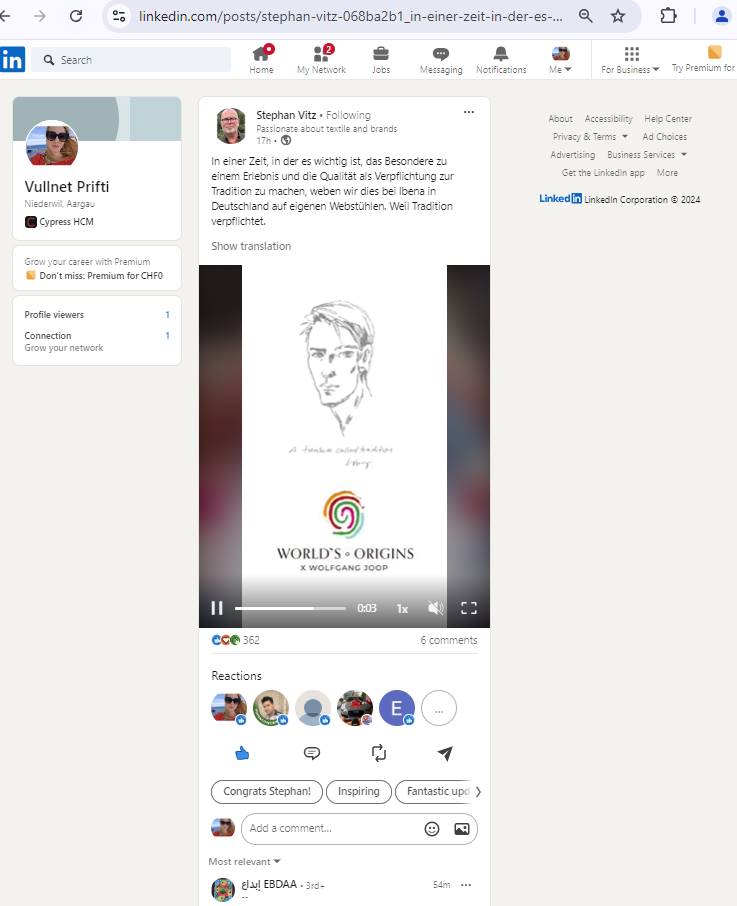 linkedin.com/posts/stephan-vitz-068ba2b1_in-einer-zeit-in-der-es-...
in
Search
2
Home
My Network
Jobs
Messaging
Notifications
Me
For Business
Try Premium for
Vullnet Prifti
Niederwil, Aargau
Cypress HCM
Grow your career with Premium
Don't miss: Premium for CHF0
Profile viewers 1
Connection 1
Grow your network
Stephan Vitz • Following
Passionate about textile and brands
17h •
In einer Zeit, in der es wichtig ist, das Besondere zu
einem Erlebnis und die Qualität als Verpflichtung zur
Tradition zu machen, weben wir dies bei Ibena in
Deutschland auf eigenen Webstühlen. Weil Tradition
verpflichtet.
Show translation
A treasure called tradition
WORLD`S ∘ ORIGINS
X WOLFGANG JOOP
0:03 1x
362 6 comments
Reactions
E
...
Congrats Stephan! Inspiring Fantastic upd
Add a comment...
Most relevant
إبداع EBDAA • 3rd+ 54m
..
About Accessibility Help Center
Privacy & Terms Ad Choices
Advertising Business Services
Get the LinkedIn app More
LinkedIn LinkedIn Corporation © 2024